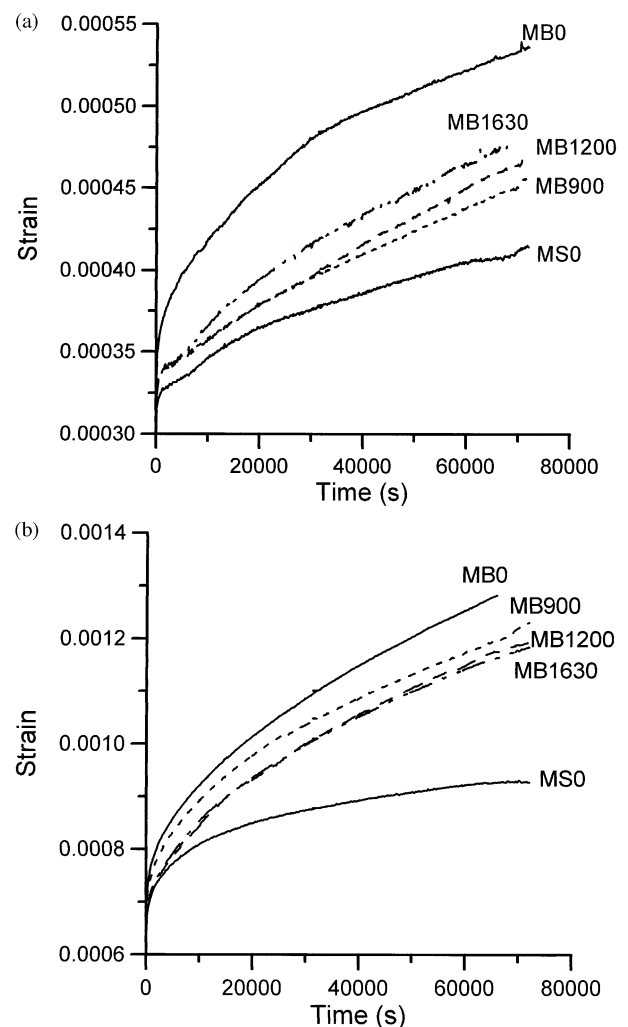 (a)
0.00055
MB0
0.00050
MB1630
MB1200
0.00045
MB900
Strain
0.00040
MS0
0.00035
0.00030
0 20000 40000 60000 80000
Time (s)
(b)
0.0014
MB0
MB900
0.0012
MB1200
MB1630
Strain
0.0010
MS0
0.0008
0.0006
0 20000 40000 60000 80000
Time (s)